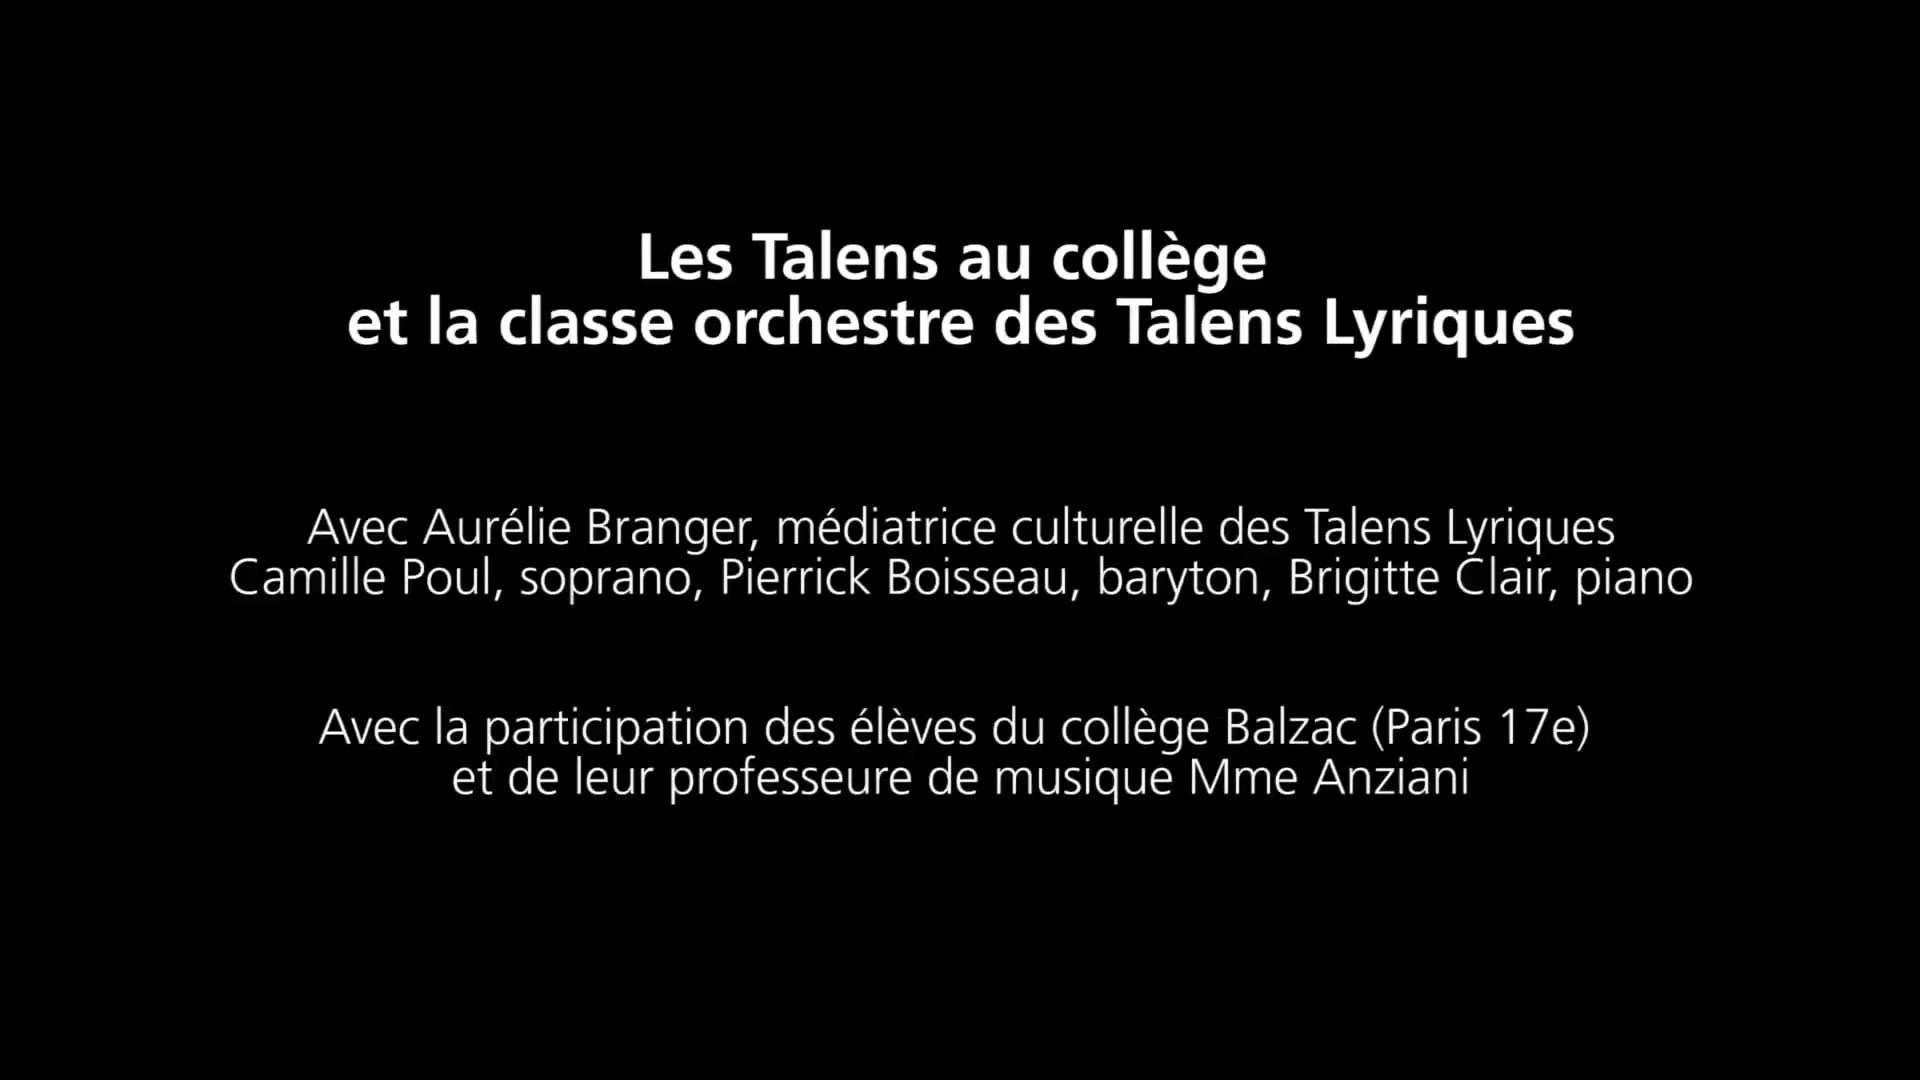 Les Talens au collège
et la classe orchestre des Talens Lyriques
Avec Aurélie Branger, médiatrice culturelle des Talens Lyriques
Camille Poul, soprano, Pierrick Boisseau, baryton, Brigitte Clair, piano
Avec la participation des élèves du collège Balzac (Paris 17e)
et de leur professeure de musique Mme Anziani